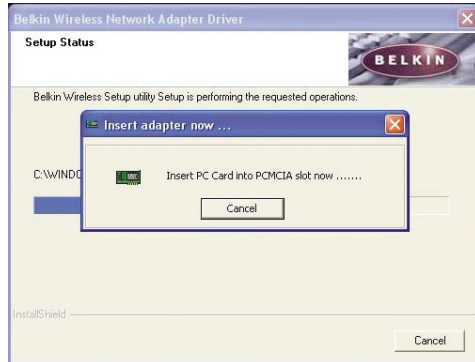 Belkin Wireless Network Adapter Driver
Setup Status
BELKIN
Belkin Wireless Setup utility Setup is performing the requested operations.
Insert adapter now ...
C:\WINDO
Insert PC Card into PCMCIA slot now .......
Cancel
InstallShield
Cancel